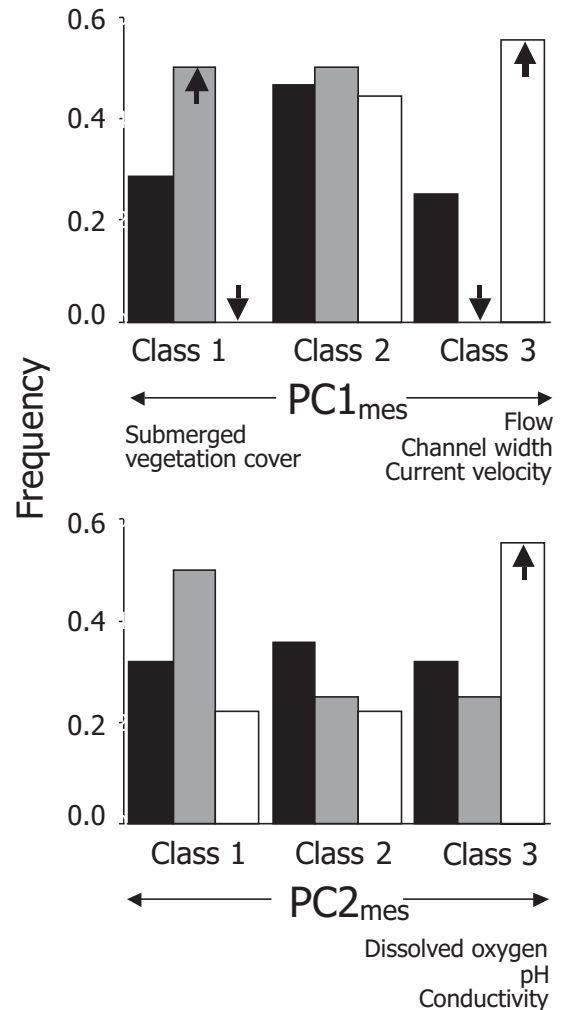 Frequency
0.6
0.4
0.2
0.0
Class 1
Class 2
Class 3
PC1mes
Submerged
vegetation cover
Flow
Channel width
Current velocity
0.6
0.4
0.2
0.0
Class 1
Class 2
Class 3
PC2mes
Dissolved oxygen
pH
Conductivity